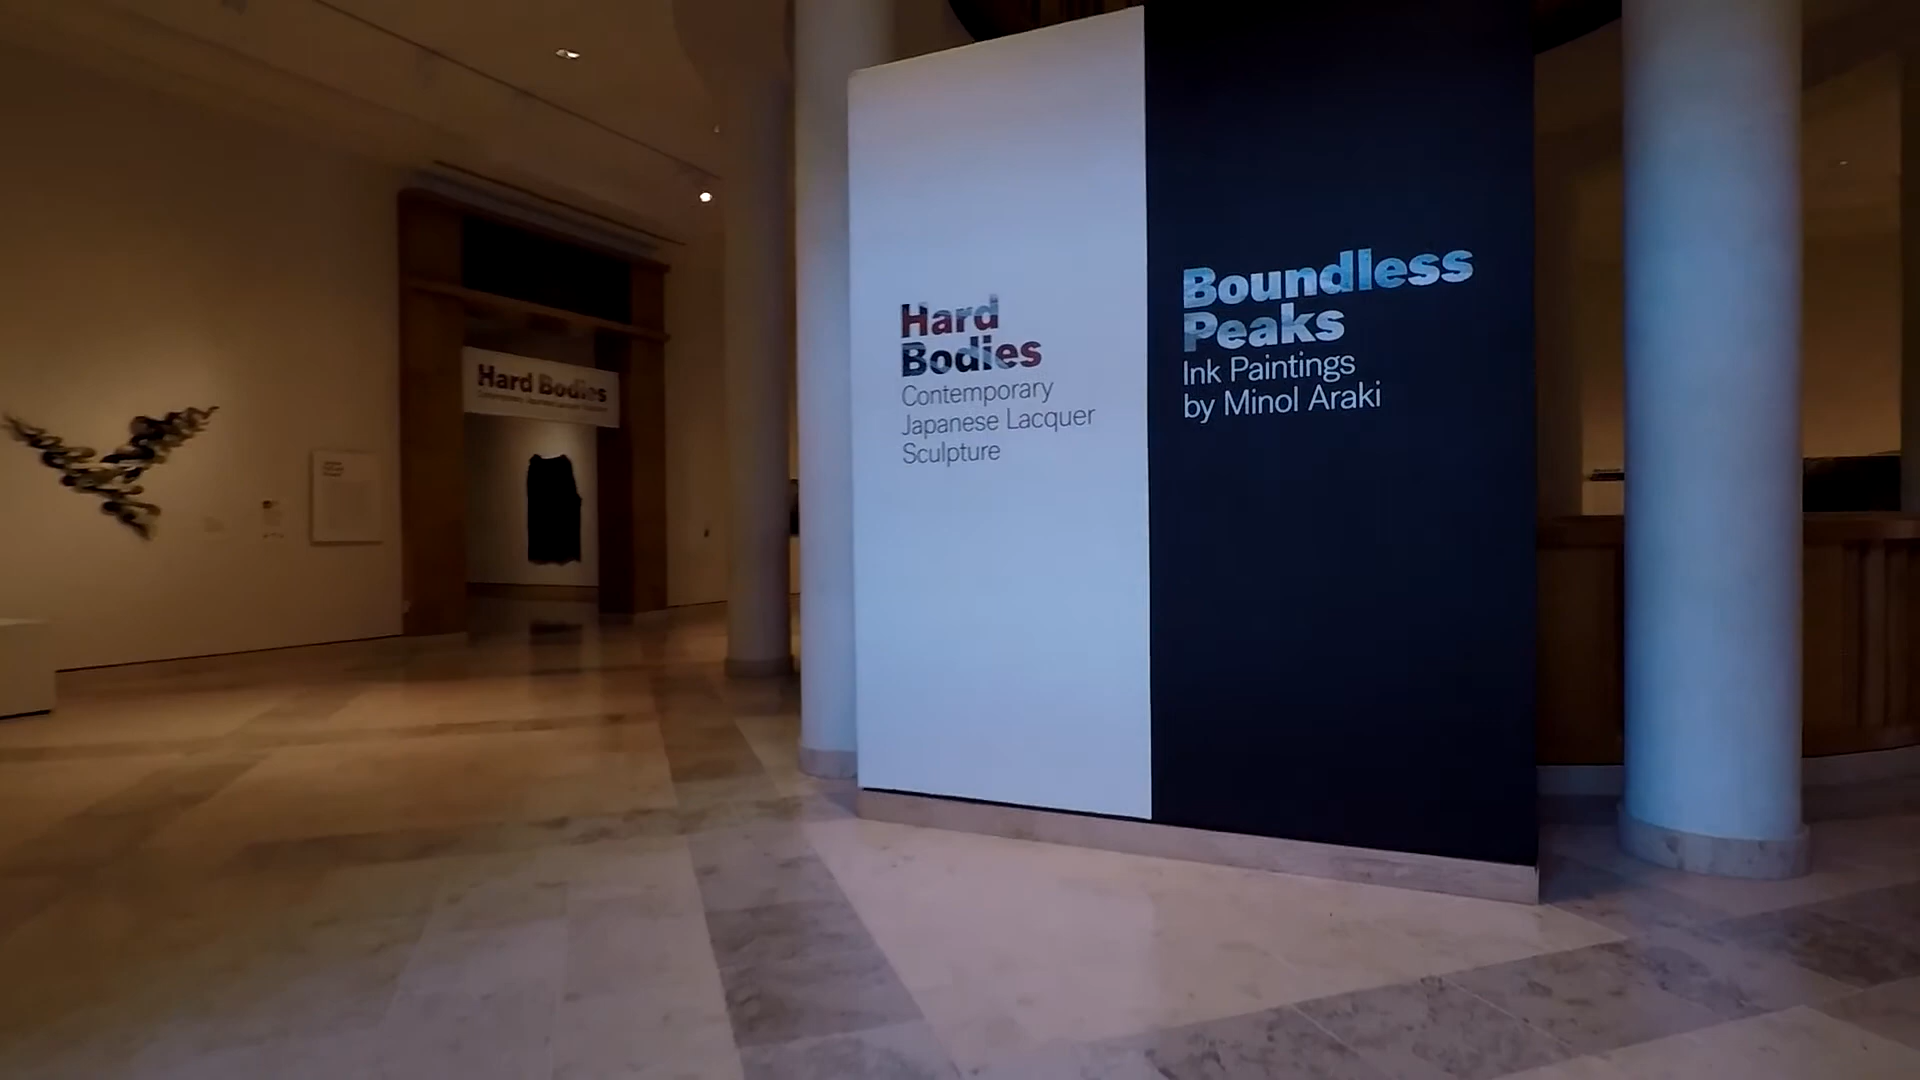 Hard Bodies
Hard
Bodies
Contemporary
Japanese Lacquer
Sculpture
Boundless
Peaks
Ink Paintings
by Minol Araki